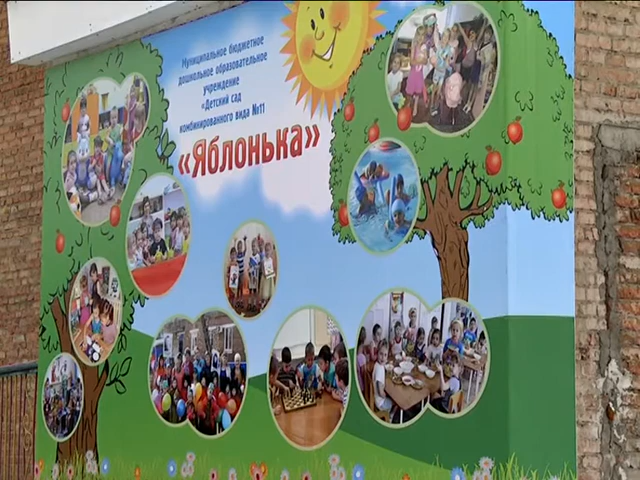 Муниципальное бюджетное
дошкольное образовательное
учреждение
«Детский сад
комбинированного вида №11
«Яблонька»